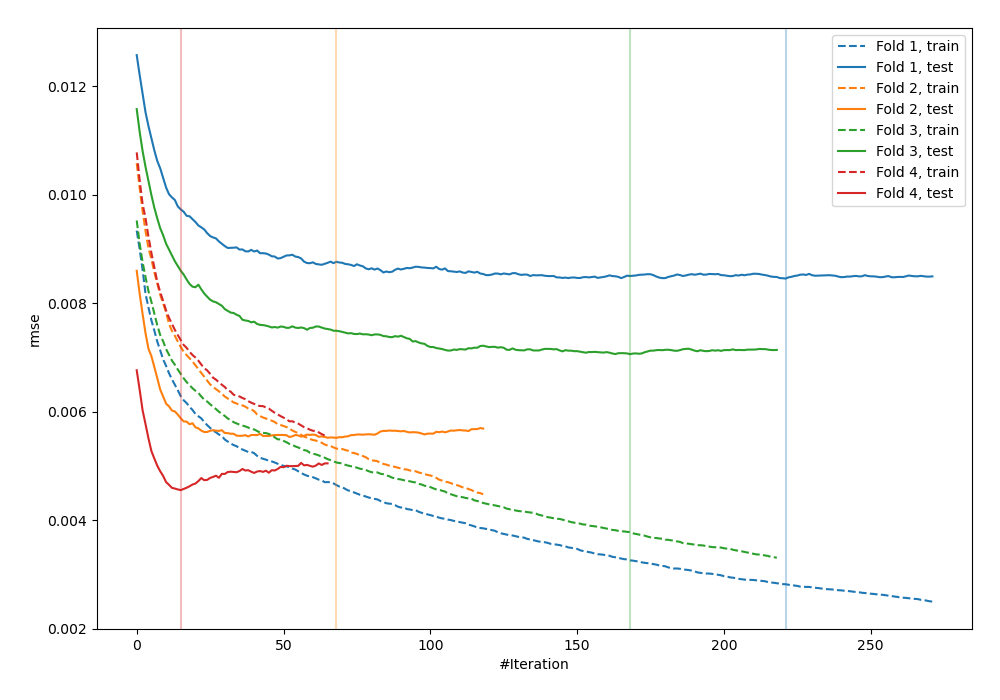 Fold 1, train
Fold 1, test
Fold 2, train
Fold 2, test
Fold 3, train
Fold 3, test
Fold 4, train
Fold 4, test
rmse
0.012
0.010
0.008
0.006
0.004
0.002
0 50 100 150 200 250
#Iteration